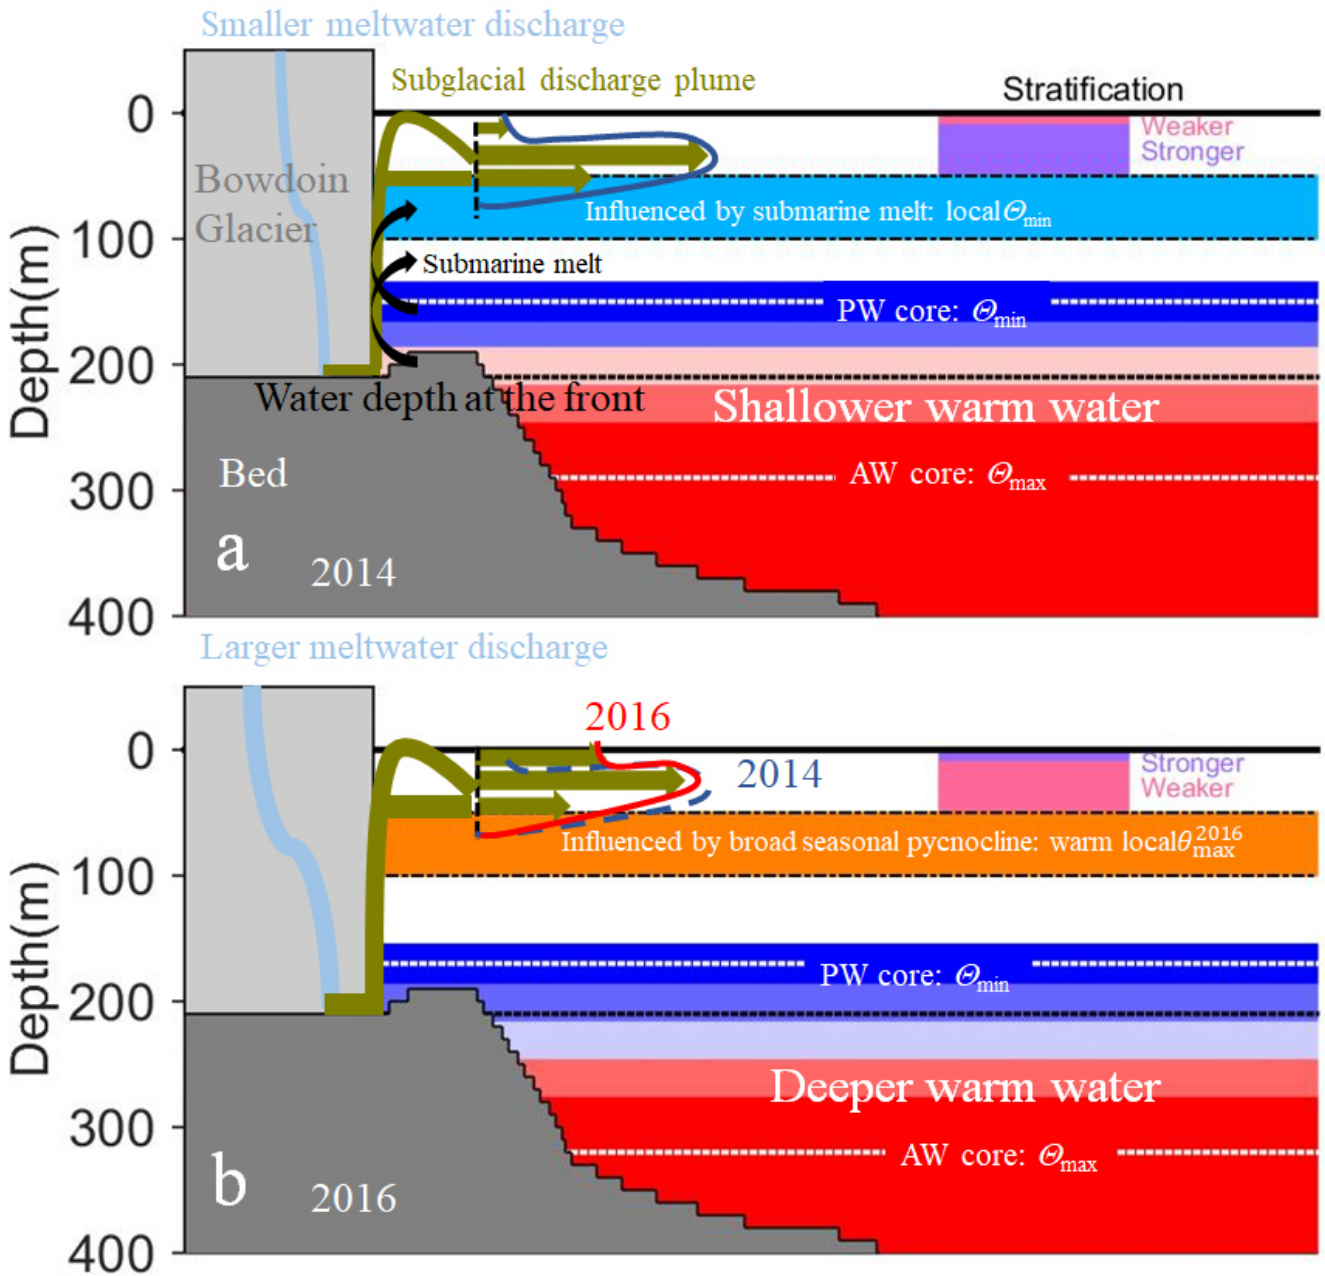 Smaller meltwater discharge
Subglacial discharge plume
Stratification
Weaker
Stronger
Bowdoin
Glacier
Influenced by submarine melt: local Θmin
Submarine melt
PW core: Θmin
Water depth at the front
Shallower warm water
Bed
AW core: Θmax
a
2014
Depth(m)
0
100
200
300
400
Larger meltwater discharge
2016
2014
Stronger
Weaker
Influenced by broad seasonal pycnocline: warm localθ2016max
PW core: Θmin
Deeper warm water
AW core: Θmax
b
2016
Depth(m)
0
100
200
300
400